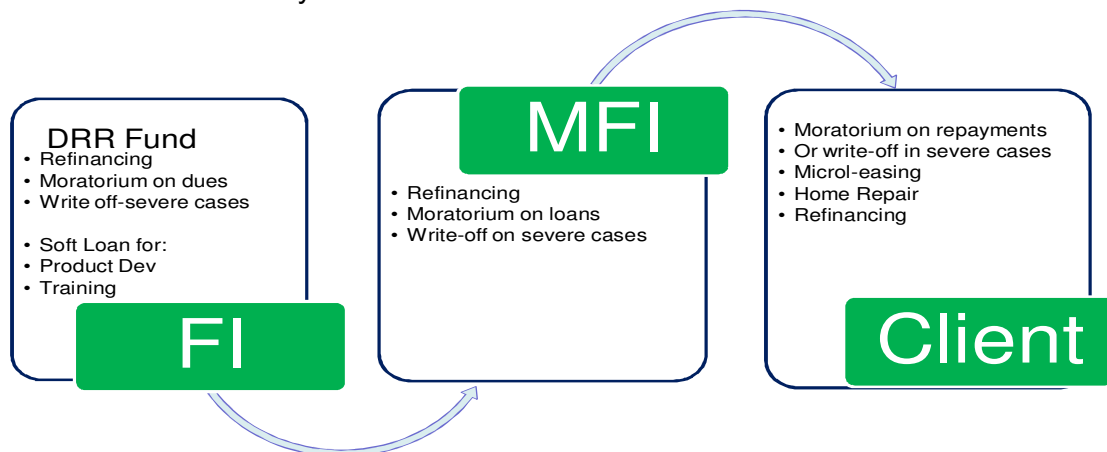 DRR Fund
• Refinancing
• Moratorium on dues
• Write off-severe cases
• Soft Loan for:
• Product Dev
• Training
FI
MFI
• Refinancing
• Moratorium on loans
• Write-off on severe cases
• Moratorium on repayments
• Or write-off in severe cases
• Microl-easing
• Home Repair
• Refinancing
Client